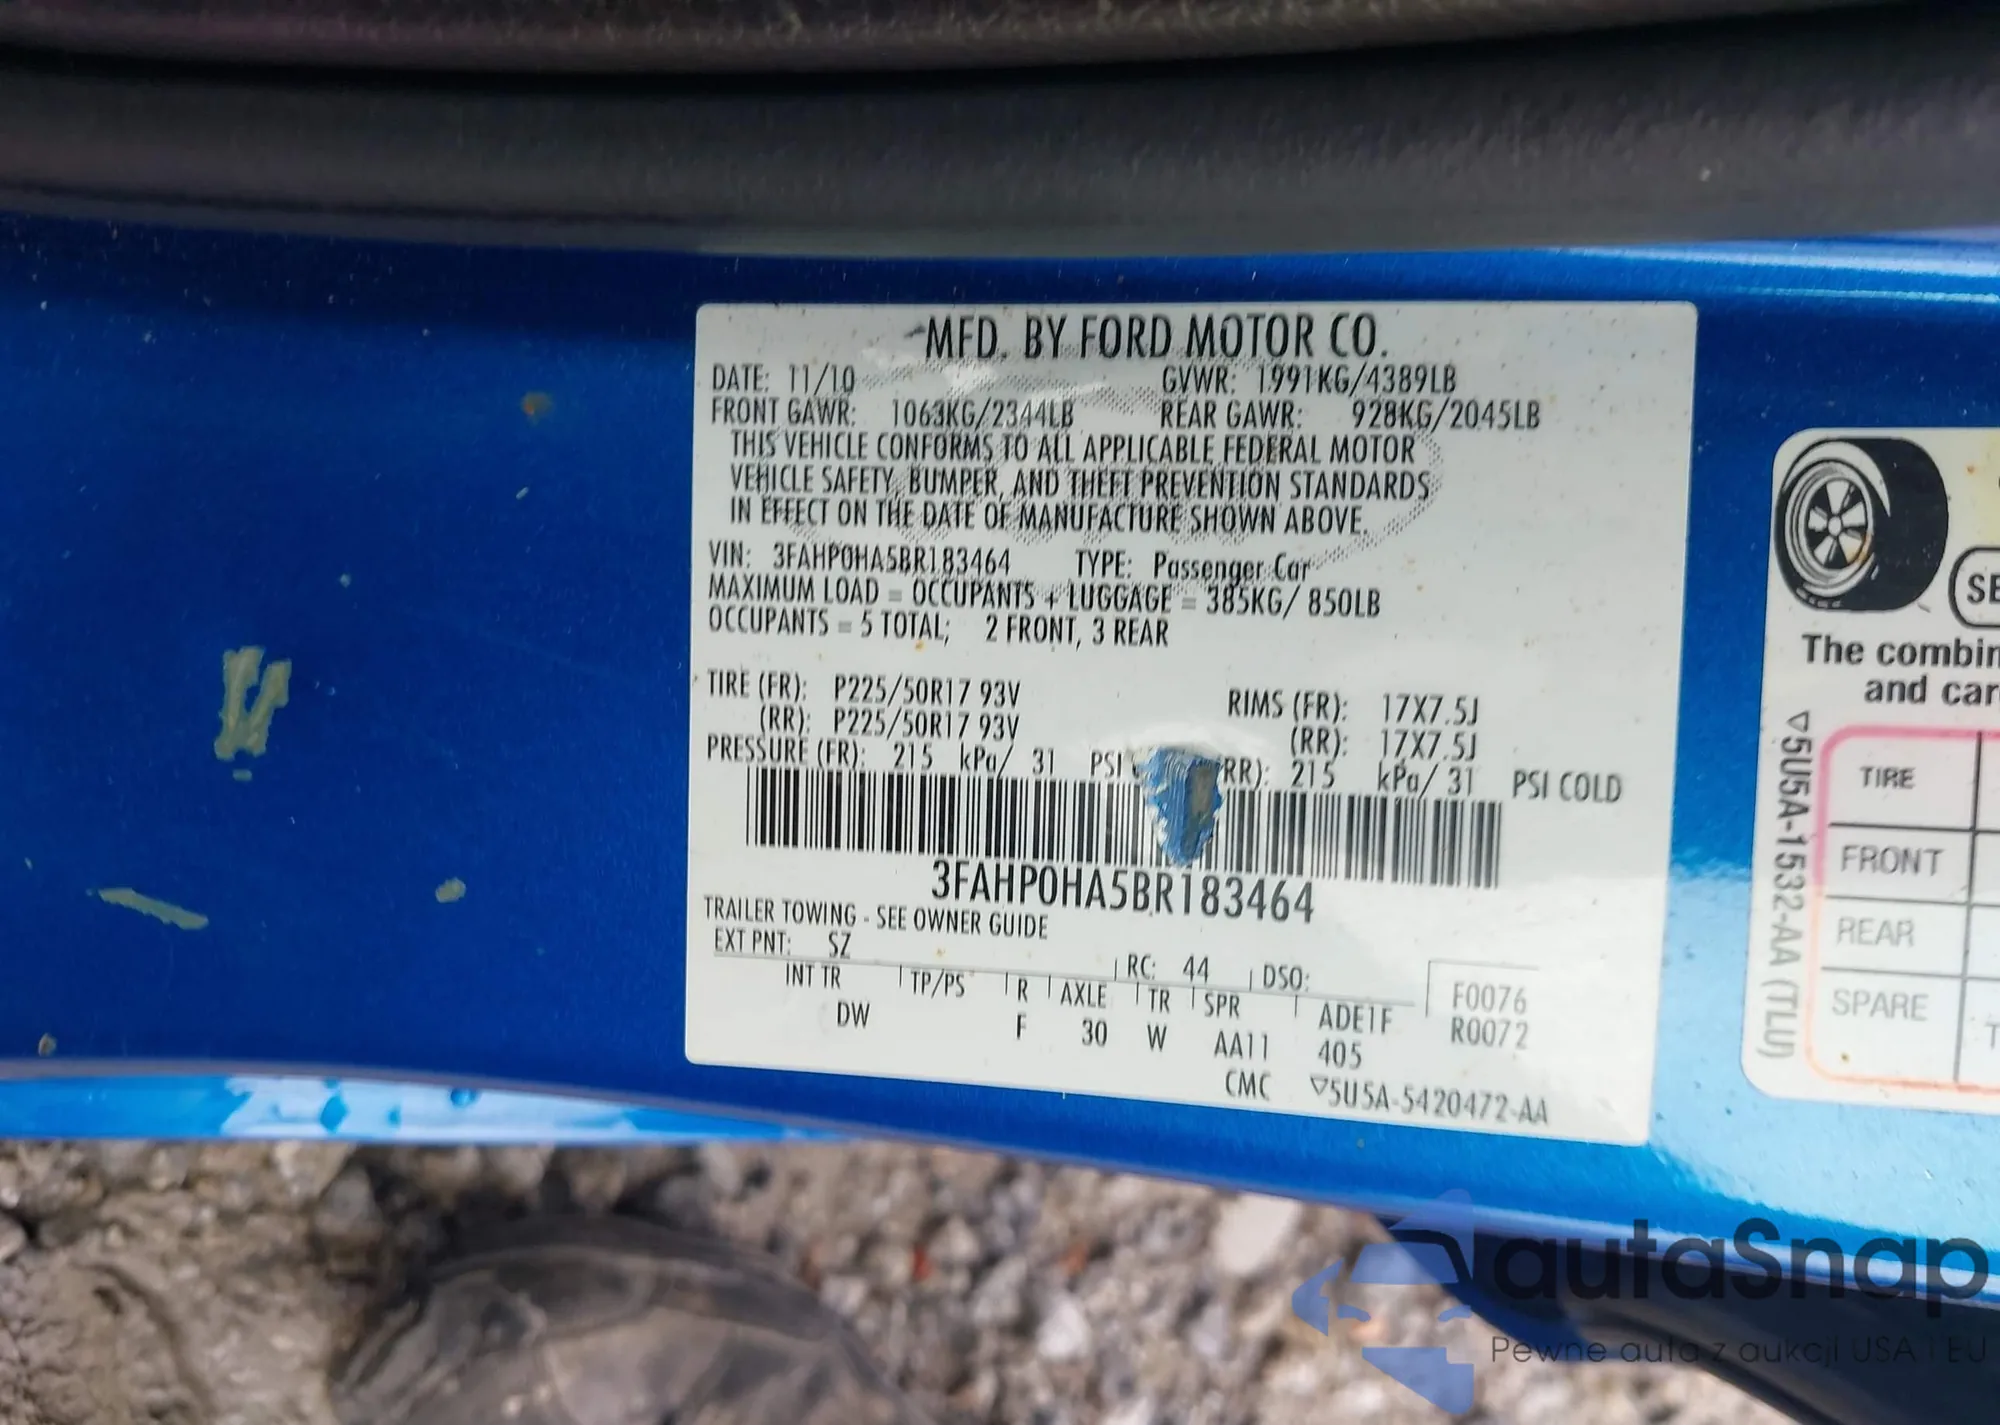 MFD. BY FORD MOTOR CO.
DATE: 11/10 GVWR: 1991KG/4389LB
FRONT GAWR: 1063KG/2344LB REAR GAWR: 928KG/2045LB
THIS VEHICLE CONFORMS TO ALL APPLICABLE FEDERAL MOTOR
VEHICLE SAFETY, BUMPER, AND THEFT PREVENTION STANDARDS
IN EFFECT ON THE DATE OF MANUFACTURE SHOWN ABOVE.
VIN: 3FAHP0HA5BR183464 TYPE: Passenger Car
MAXIMUM LOAD = OCCUPANTS + LUGGAGE = 385KG/ 850LB
OCCUPANTS = 5 TOTAL; 2 FRONT, 3 REAR
TIRE (FR): P225/50R17 93V RIMS (FR): 17X7.5J
(RR): P225/50R17 93V (RR): 17X7.5J
PRESSURE (FR): 215 kPa/ 31 PSI RR): 215 kPa/ 31 PSI COLD
3FAHP0HA5BR183464
TRAILER TOWING - SEE OWNER GUIDE
EXT PNT: SZ RC: 44 DSO:
INT TR TP/PS R AXLE TR SPR ADE1F F0076
DW F 30 W AA11 405 R0072
CMC ▽5U5A-5420472-AA
SE
The combin
and car
▽5U5A-1532-AA (TLU)
TIRE
FRONT
REAR
SPARE
T
autaSnap
Pewne auta z aukcji USA i EU